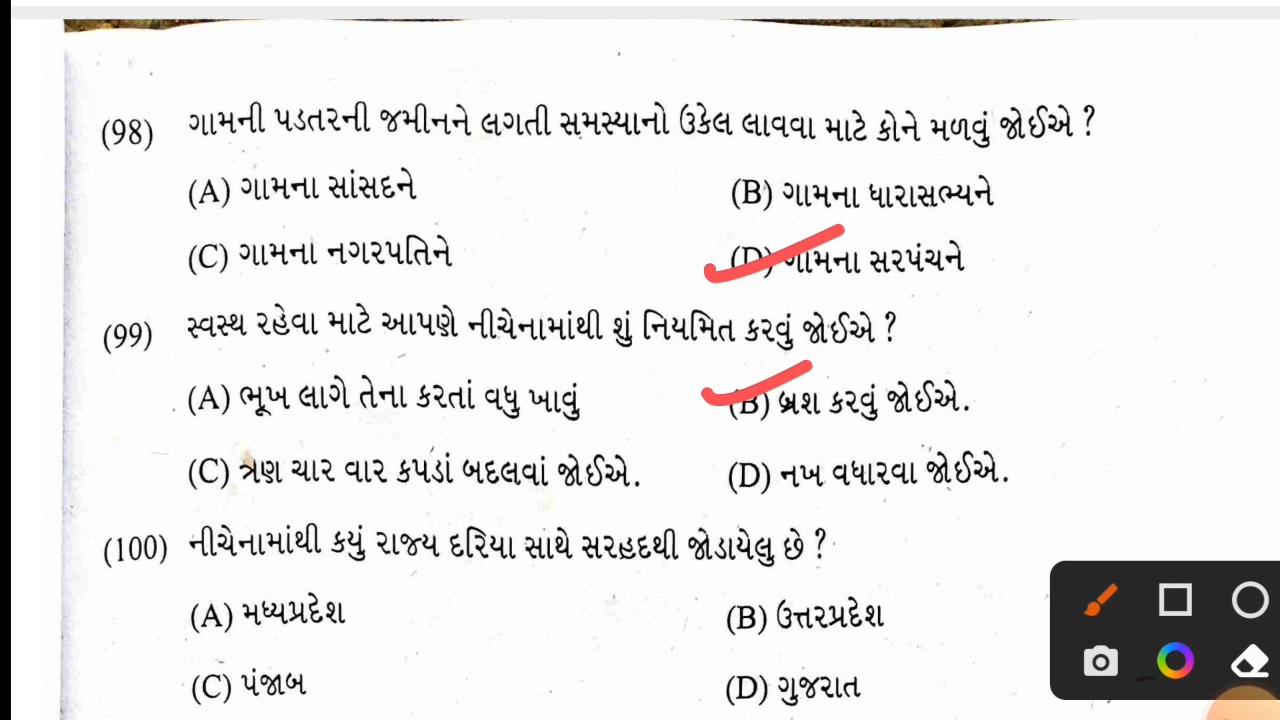 (98) ગામની પડતરની જમીનને લગતી સમસ્યાનો ઉકેલ લાવવા માટે કોને મળવું જોઈએ ?
(A) ગામના સાંસદને (B) ગામના ધારાસભ્યને
(C) ગામના નગરપતિને (D) ગામના સરપંચને
(99) સ્વસ્થ રહેવા માટે આપણે નીચેનામાંથી શું નિયમિત કરવું જોઈએ ?
(A) ભૂખ લાગે તેના કરતાં વધુ ખાવું (B) બ્રશ કરવું જોઈએ.
(C) ત્રણ ચાર વાર કપડાં બદલવાં જોઈએ. (D) નખ વધારવા જોઈએ.
(100) નીચેનામાંથી કયું રાજ્ય દરિયા સાથે સરહદથી જોડાયેલુ છે ?
(A) મધ્યપ્રદેશ (B) ઉત્તરપ્રદેશ
(C) પંજાબ (D) ગુજરાત